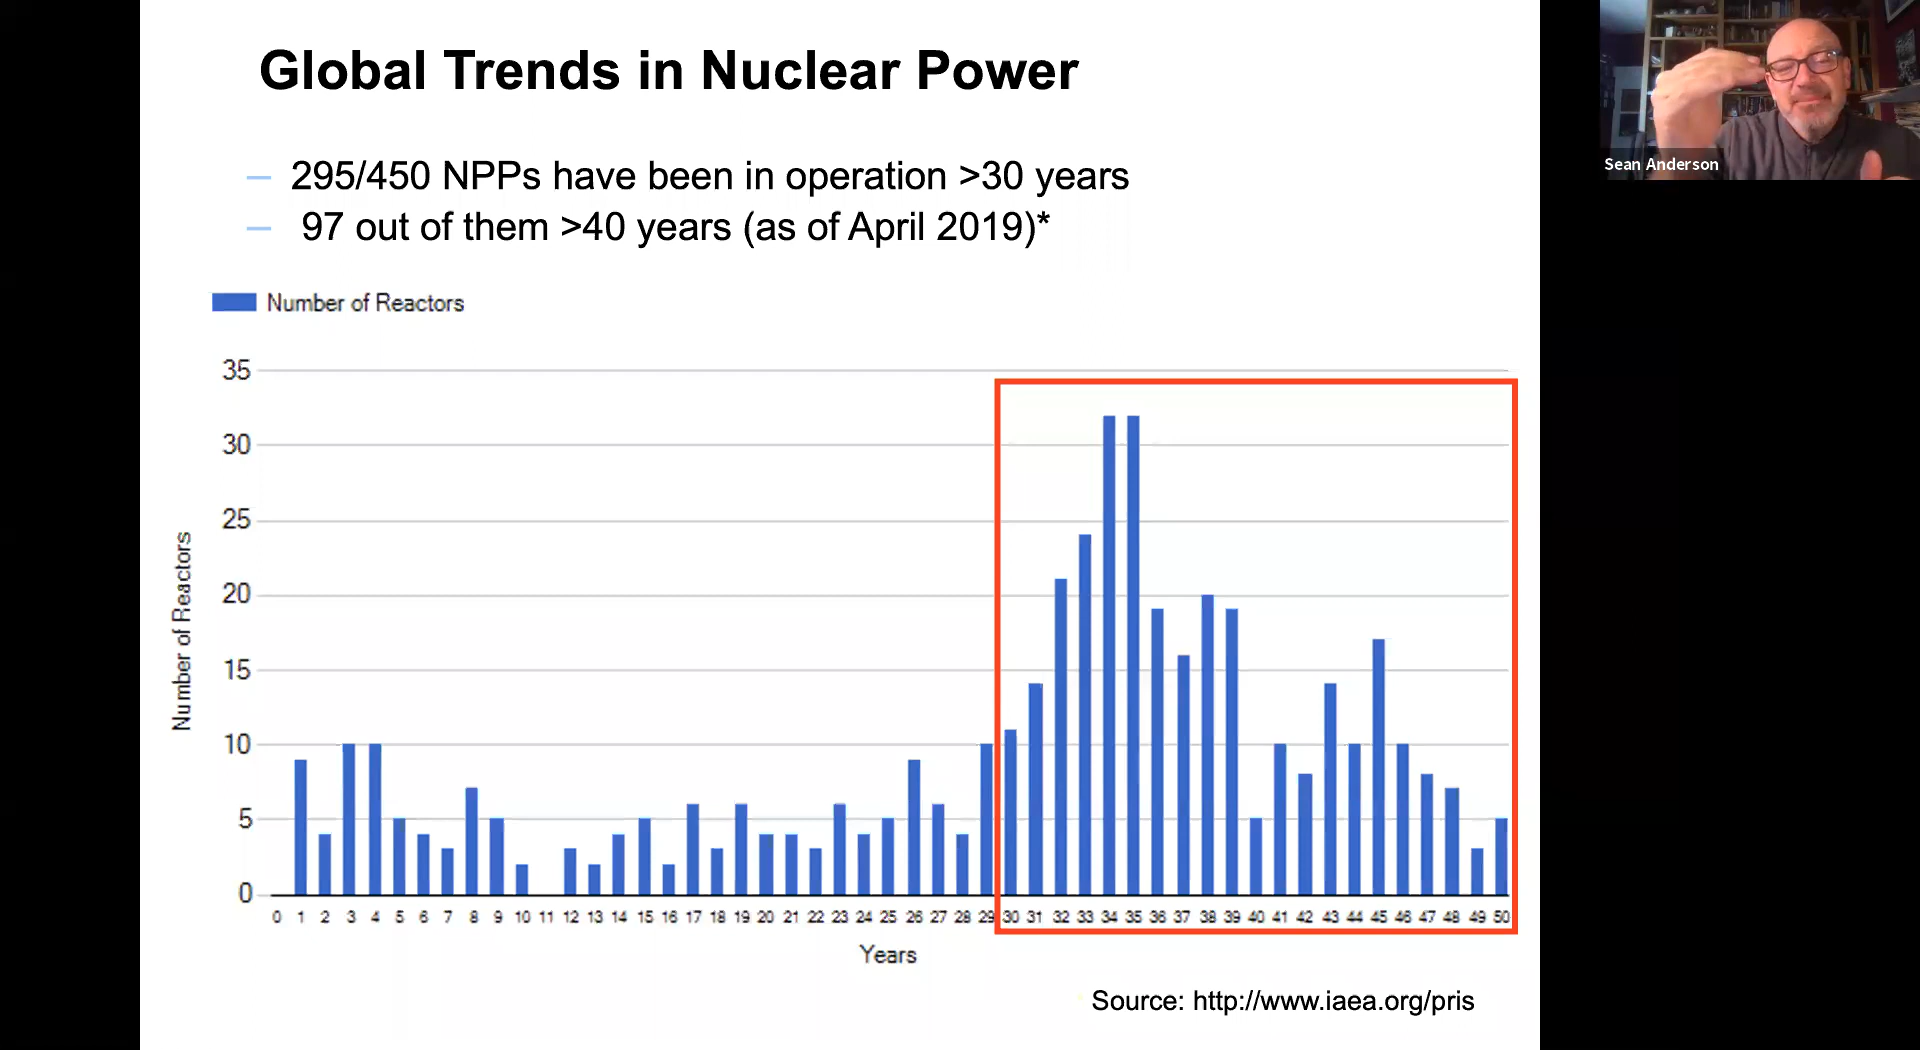 Global Trends in Nuclear Power
– 295/450 NPPs have been in operation >30 years
– 97 out of them >40 years (as of April 2019)*
Number of Reactors
35
30
25
20
15
10
5
0
Number of Reactors
0 1 2 3 4 5 6 7 8 9 10 11 12 13 14 15 16 17 18 19 20 21 22 23 24 25 26 27 28 29 30 31 32 33 34 35 36 37 38 39 40 41 42 43 44 45 46 47 48 49 50
Years
Source: http://www.iaea.org/pris
Sean Anderson